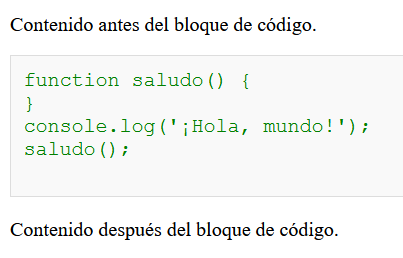 Contenido antes del bloque de código.
function saludo() {
}
console.log('¡Hola, mundo!');
saludo();
Contenido después del bloque de código.